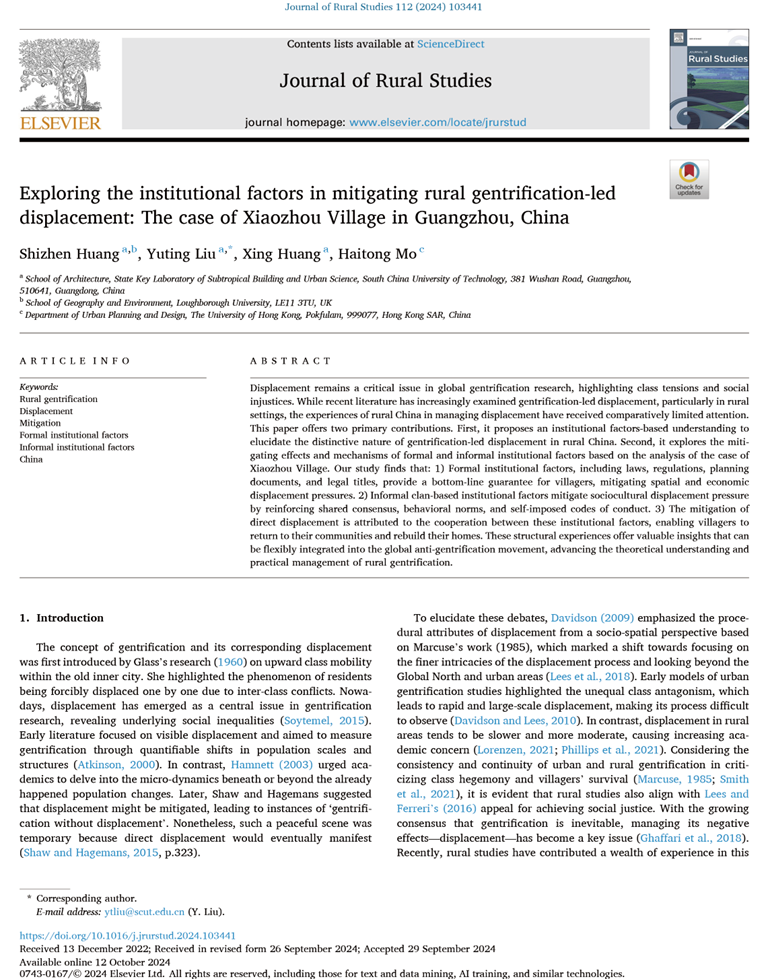 Journal of Rural Studies 112 (2024) 103441
Contents lists available at ScienceDirect
Journal of Rural Studies
journal homepage: www.elsevier.com/locate/jrurstud
ELSEVIER
Rural Studies
Check for
updates
Exploring the institutional factors in mitigating rural gentrification-led
displacement: The case of Xiaozhou Village in Guangzhou, China
Shizhen Huang a,b, Yuting Liu a,*, Xing Huang a, Haitong Mo c
a School of Architecture, State Key Laboratory of Subtropical Building and Urban Science, South China University of Technology, 381 Wushan Road, Guangzhou,
510641, Guangdong, China
b School of Geography and Environment, Loughborough University, LE11 3TU, UK
c Department of Urban Planning and Design, The University of Hong Kong, Pokfulam, 999077, Hong Kong SAR, China
ARTICLE INFO
Keywords:
Rural gentrification
Displacement
Mitigation
Formal institutional factors
Informal institutional factors
China
ABSTRACT
Displacement remains a critical issue in global gentrification research, highlighting class tensions and social
injustices. While recent literature has increasingly examined gentrification-led displacement, particularly in rural
settings, the experiences of rural China in managing displacement have received comparatively limited attention.
This paper offers two primary contributions. First, it proposes an institutional factors-based understanding to
elucidate the distinctive nature of gentrification-led displacement in rural China. Second, it explores the miti-
gating effects and mechanisms of formal and informal institutional factors based on the analysis of the case of
Xiaozhou Village. Our study finds that: 1) Formal institutional factors, including laws, regulations, planning
documents, and legal titles, provide a bottom-line guarantee for villagers, mitigating spatial and economic
displacement pressures. 2) Informal clan-based institutional factors mitigate sociocultural displacement pressure
by reinforcing shared consensus, behavioral norms, and self-imposed codes of conduct. 3) The mitigation of
direct displacement is attributed to the cooperation between these institutional factors, enabling villagers to
return to their communities and rebuild their homes. These structural experiences offer valuable insights that can
be flexibly integrated into the global anti-gentrification movement, advancing the theoretical understanding and
practical management of rural gentrification.
1. Introduction
The concept of gentrification and its corresponding displacement
was first introduced by Glass's research (1960) on upward class mobility
within the old inner city. She highlighted the phenomenon of residents
being forcibly displaced one by one due to inter-class conflicts. Nowa-
days, displacement has emerged as a central issue in gentrification
research, revealing underlying social inequalities (Soytemel, 2015).
Early literature focused on visible displacement and aimed to measure
gentrification through quantifiable shifts in population scales and
structures (Atkinson, 2000). In contrast, Hamnett (2003) urged aca-
demics to delve into the micro-dynamics beneath or beyond the already
happened population changes. Later, Shaw and Hagemans suggested
that displacement might be mitigated, leading to instances of 'gentrifi-
cation without displacement'. Nonetheless, such a peaceful scene was
temporary because direct displacement would eventually manifest
(Shaw and Hagemans, 2015, p.323).
To elucidate these debates, Davidson (2009) emphasized the proce-
dural attributes of displacement from a socio-spatial perspective based
on Marcuse's work (1985), which marked a shift towards focusing on
the finer intricacies of the displacement process and looking beyond the
Global North and urban areas (Lees et al., 2018). Early models of urban
gentrification studies highlighted the unequal class antagonism, which
leads to rapid and large-scale displacement, making its process difficult
to observe (Davidson and Lees, 2010). In contrast, displacement in rural
areas tends to be slower and more moderate, causing increasing aca-
demic concern (Lorenzen, 2021; Phillips et al., 2021). Considering the
consistency and continuity of urban and rural gentrification in criti-
cizing class hegemony and villagers' survival (Marcuse, 1985; Smith
et al., 2021), it is evident that rural studies also align with Lees and
Ferreri's (2016) appeal for achieving social justice. With the growing
consensus that gentrification is inevitable, managing its negative
effects—displacement—has become a key issue (Ghaffari et al., 2018).
Recently, rural studies have contributed a wealth of experience in this
* Corresponding author.
E-mail address: ytliu@scut.edu.cn (Y. Liu).
https://doi.org/10.1016/j.jrurstud.2024.103441
Received 13 December 2022; Received in revised form 26 September 2024; Accepted 29 September 2024
Available online 12 October 2024
0743-0167/© 2024 Elsevier Ltd. All rights are reserved, including those for text and data mining, AI training, and similar technologies.